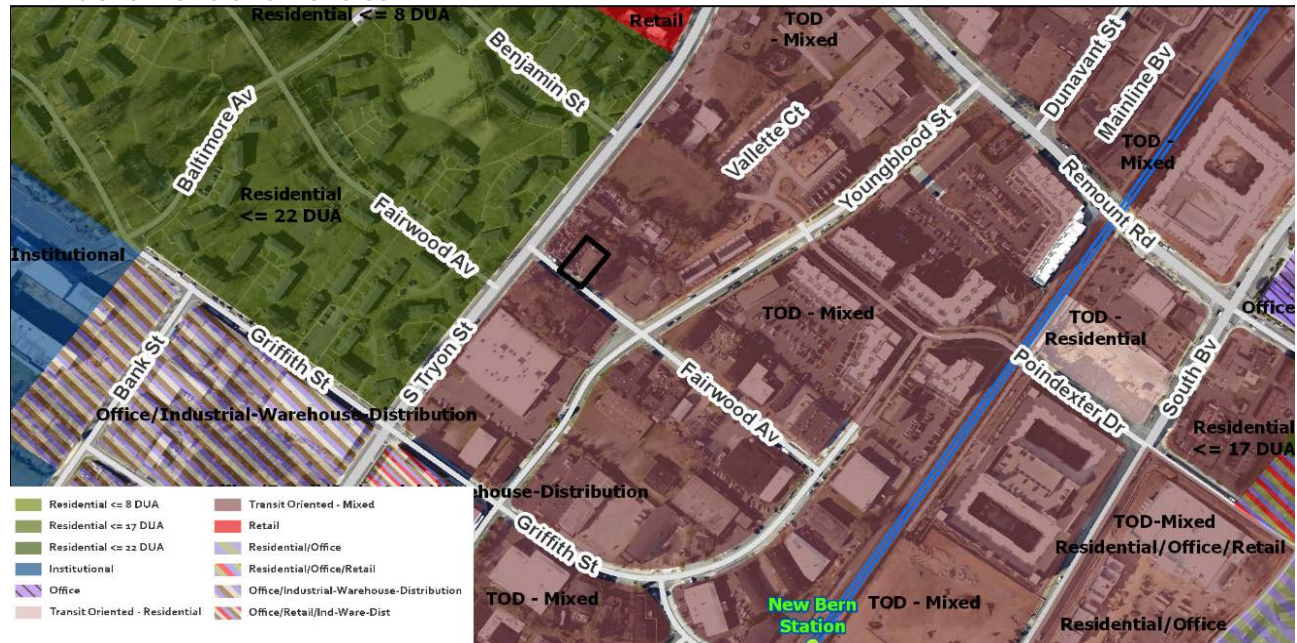 Residential <= 8 DUA
Retail
TOD
- Mixed
Benjamin St
Dunavant St
Mainline Bv
Baltimore Av
Vallette Ct
Youngblood St
TOD -
Mixed
Remount Rd
Residential
<= 22 DUA
Fairwood Av
Institutional
TOD - Mixed
TOD -
Residential
Office
Bank St
Griffith St
S Tryon St
Fairwood Av
Poindexter Dr
South Bv
Office/Industrial-Warehouse-Distribution
Residential
<= 17 DUA
ehouse-Distribution
Griffith St
TOD-Mixed
Residential/Office/Retail
TOD - Mixed
New Bern
Station
TOD - Mixed
Residential/Office
Residential <= 8 DUA
Residential <= 17 DUA
Residential <= 22 DUA
Institutional
Office
Transit Oriented - Residential
Transit Oriented - Mixed
Retail
Residential/Office
Residential/Office/Retail
Office/Industrial-Warehouse-Distribution
Office/Retail/Ind-Ware-Dist